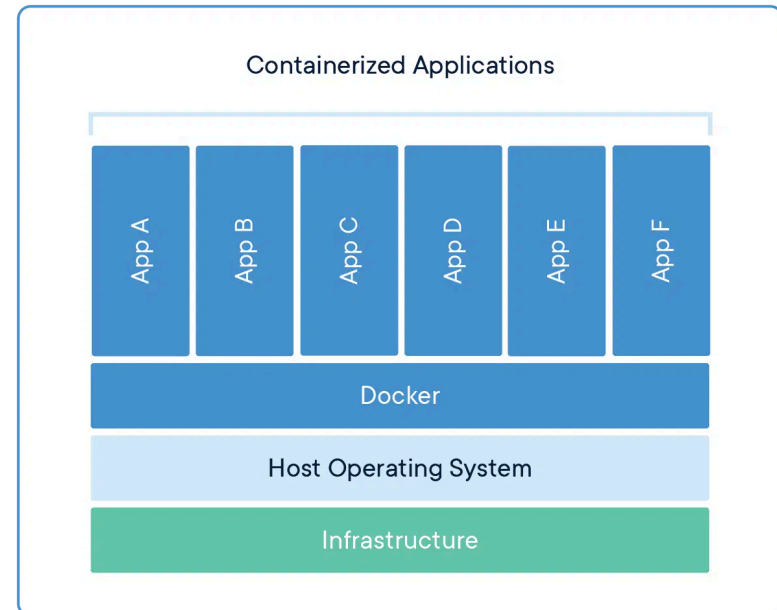 Containerized Applications
App A
App B
App C
App D
App E
App F
Docker
Host Operating System
Infrastructure